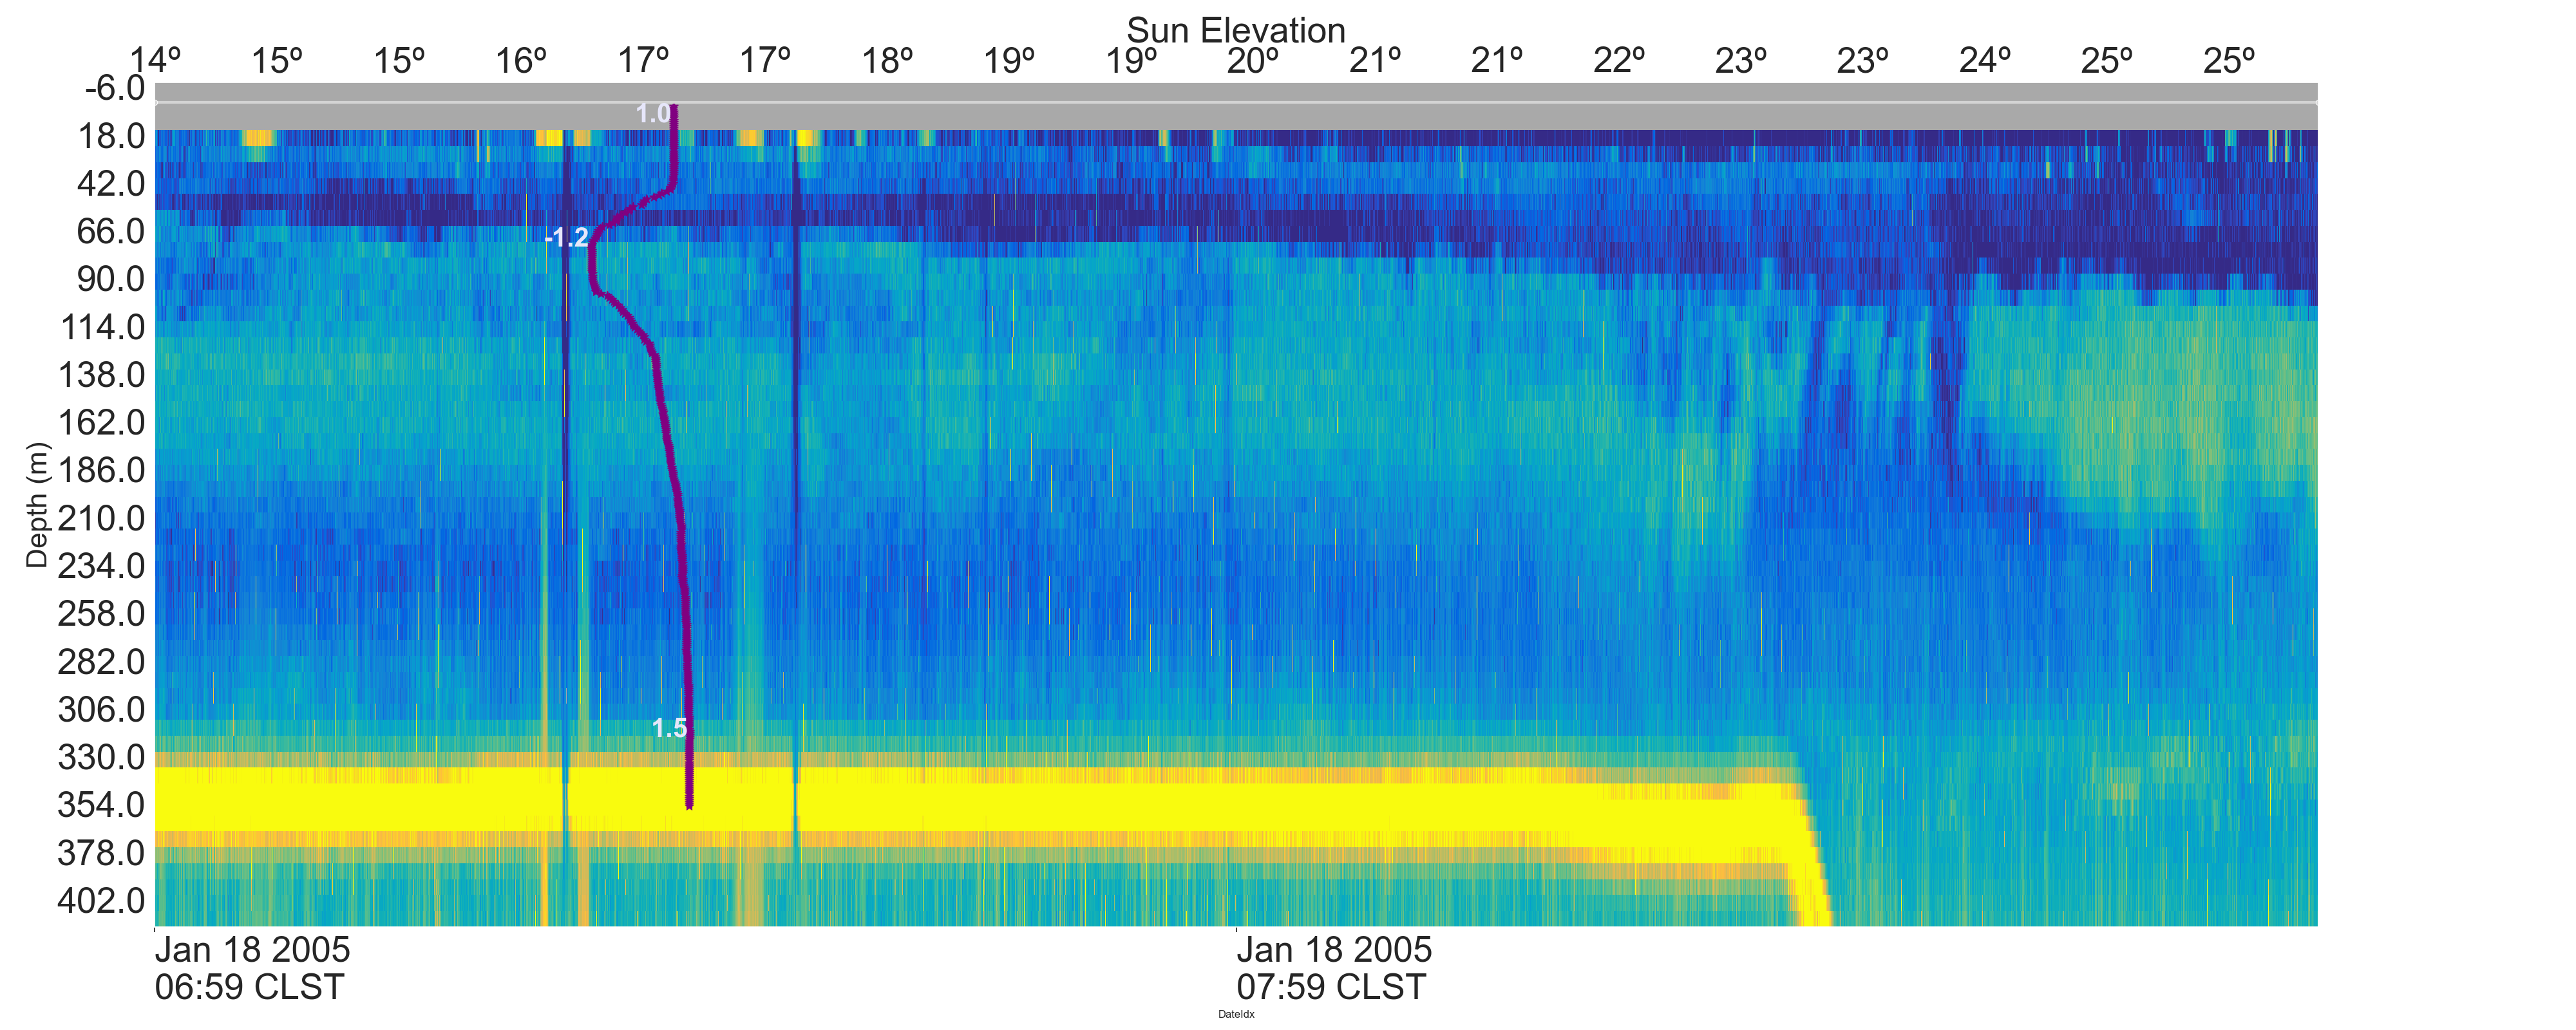 Sun Elevation
14º 15º 15º 16º 17º 17º 18º 19º 19º 20º 21º 21º 22º 23º 23º 24º 25º 25º
-6.0
18.0
42.0
66.0
90.0
114.0
138.0
162.0
186.0
210.0
234.0
258.0
282.0
306.0
330.0
354.0
378.0
402.0
Depth (m)
1.0
-1.2
1.5
Jan 18 2005
06:59 CLST
Jan 18 2005
07:59 CLST
DateIdx